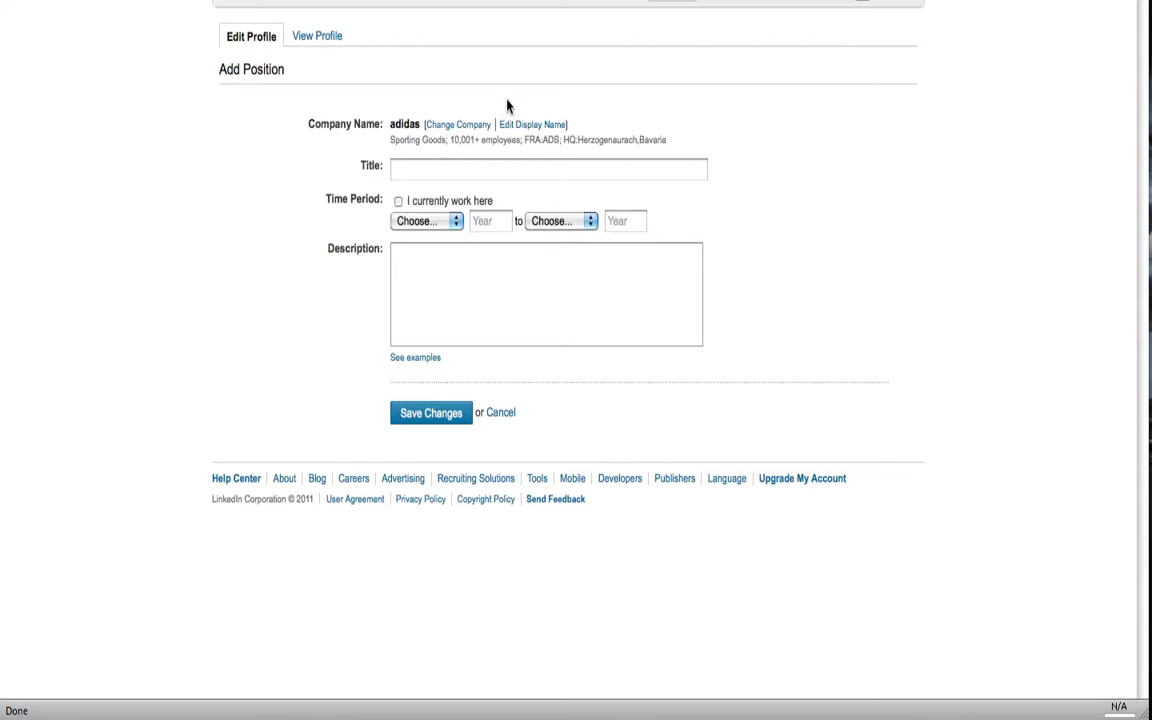 Edit Profile View Profile
Add Position
Company Name: adidas [Change Company | Edit Display Name]
Sporting Goods; 10,001+ employees; FRA:ADS; HQ:Herzogenaurach,Bavaria
Title:
Time Period: I currently work here
Choose... Year to Choose... Year
Description:
See examples
Save Changes or Cancel
Help Center | About | Blog | Careers | Advertising | Recruiting Solutions | Tools | Mobile | Developers | Publishers | Language | Upgrade My Account
LinkedIn Corporation © 2011 | User Agreement | Privacy Policy | Copyright Policy | Send Feedback
N/A
Done